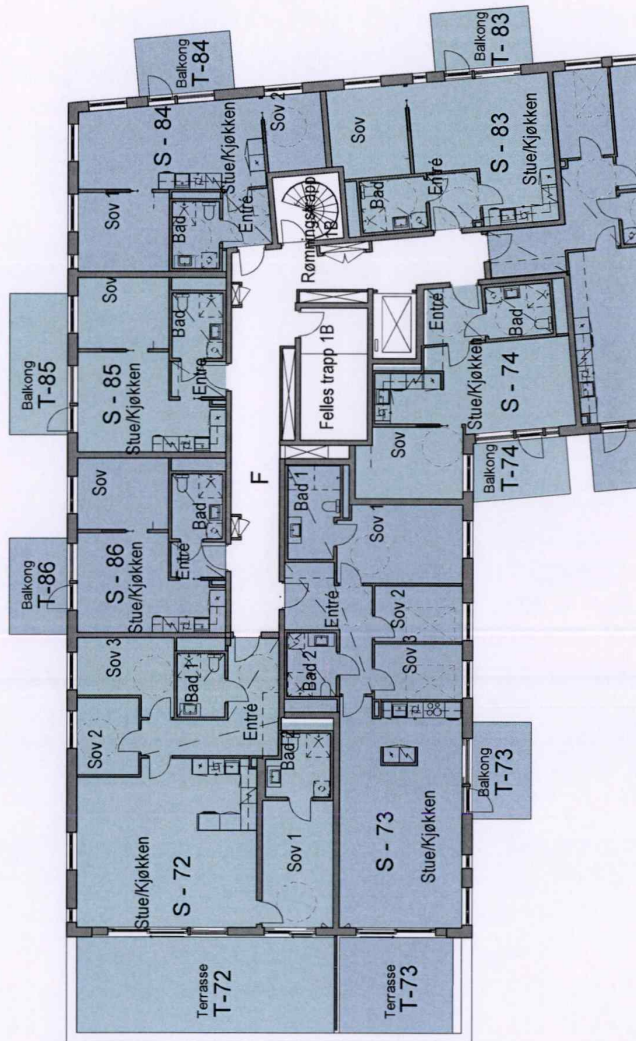 Balkong
T-84
Balkong
T- 83
S - 84
Stue/Kjøkken
Sov 2
Sov 1
Bad
Entré
Sov
S - 83
Stue/Kjøkken
Bad
Entré
Rømningstrapp
1B
Balkong
T-85
Sov
S - 85
Stue/Kjøkken
Bad
Entré
Felles trapp 1B
Entré
Bad
S - 74
Stue/Kjøkken
Sov
Balkong
T-74
F
Balkong
T-86
Sov
S - 86
Stue/Kjøkken
Bad
Entré
Bad 1
Sov 1
Entré
Sov 2
Bad 2
Sov 3
Sov 3
Sov 2
Bad 1
Entré
Bad 2
Sov 1
Stue/Kjøkken
S - 72
S - 73
Stue/Kjøkken
Balkong
T-73
Terrasse
T-72
Terrasse
T-73